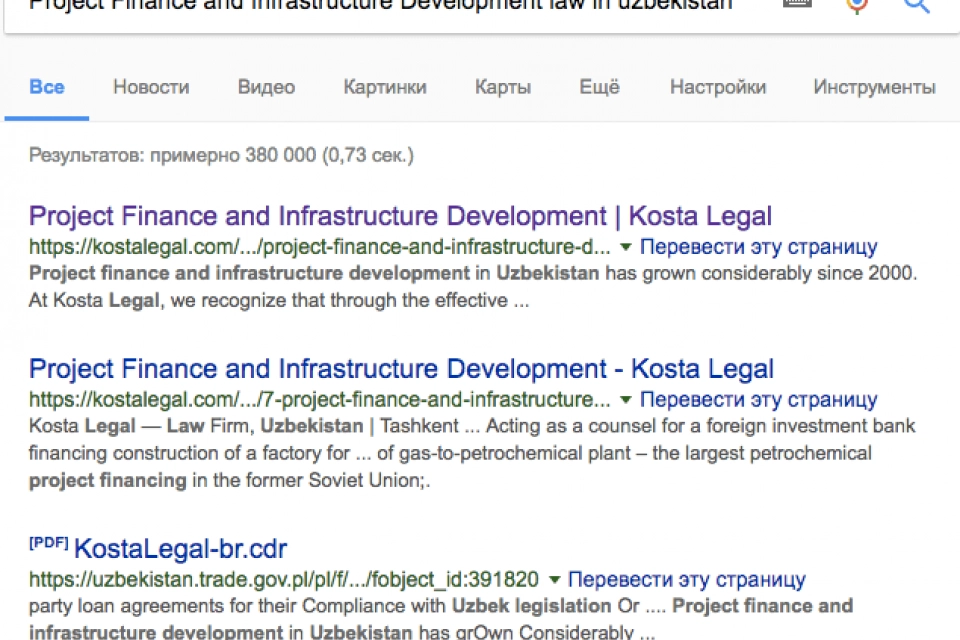 Project Finance and Infrastructure Development law in uzbekistan
Все Новости Видео Картинки Карты Ещё Настройки Инструменты
Результатов: примерно 380 000 (0,73 сек.)
Project Finance and Infrastructure Development | Kosta Legal
https://kostalegal.com/.../project-finance-and-infrastructure-d... ▼ Перевести эту страницу
Project finance and infrastructure development in Uzbekistan has grown considerably since 2000.
At Kosta Legal, we recognize that through the effective ...
Project Finance and Infrastructure Development - Kosta Legal
https://kostalegal.com/.../7-project-finance-and-infrastructure... ▼ Перевести эту страницу
Kosta Legal — Law Firm, Uzbekistan | Tashkent ... Acting as a counsel for a foreign investment bank
financing construction of a factory for ... of gas-to-petrochemical plant – the largest petrochemical
project financing in the former Soviet Union;.
[PDF] KostaLegal-br.cdr
https://uzbekistan.trade.gov.pl/pl/f/.../fobject_id:391820 ▼ Перевести эту страницу
party loan agreements for their Compliance with Uzbek legislation Or .... Project finance and
infrastructure development in Uzbekistan has grOwn Considerably ...